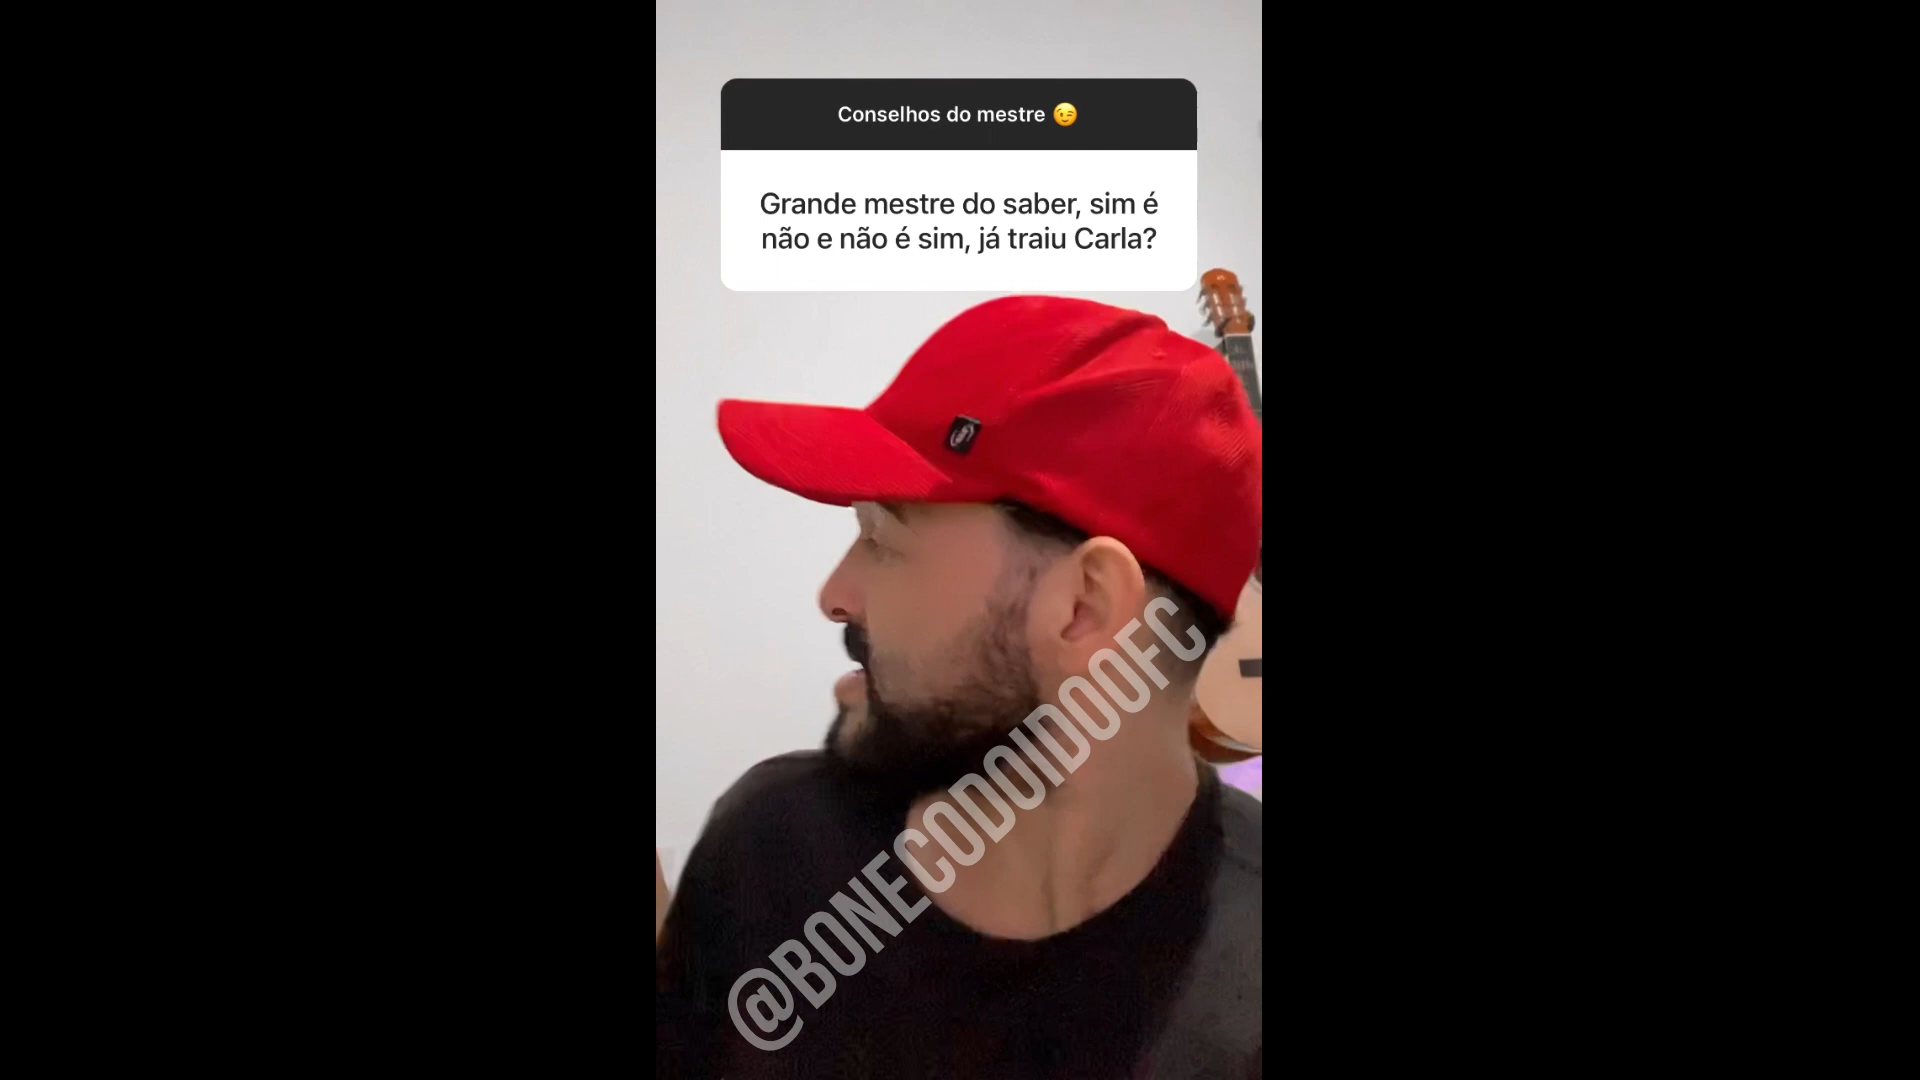 Conselhos do mestre 😉
Grande mestre do saber, sim é
não e não é sim, já traiu Carla?
@BONECODOIDOOFC